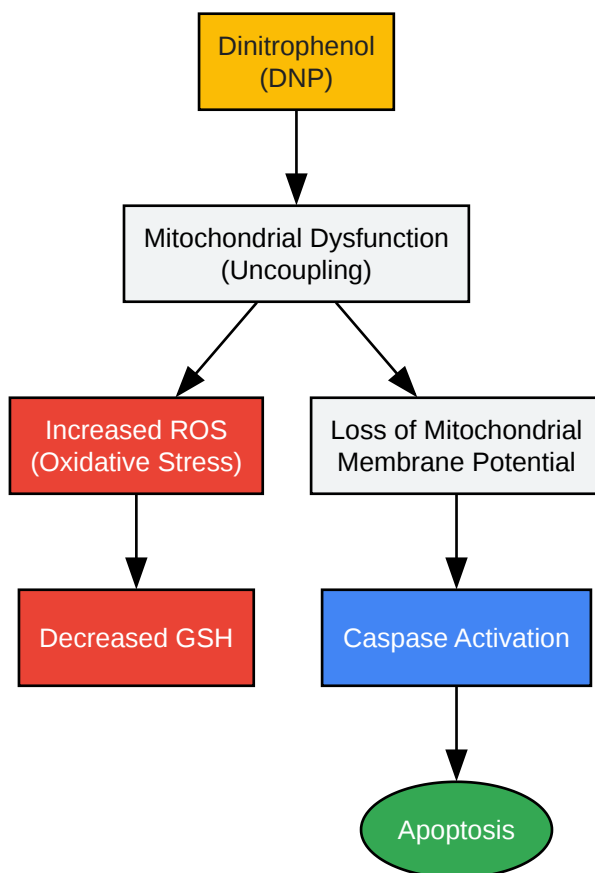 Dinitrophenol
(DNP)
Mitochondrial Dysfunction
(Uncoupling)
Increased ROS
(Oxidative Stress)
Loss of Mitochondrial
Membrane Potential
Decreased GSH
Caspase Activation
Apoptosis